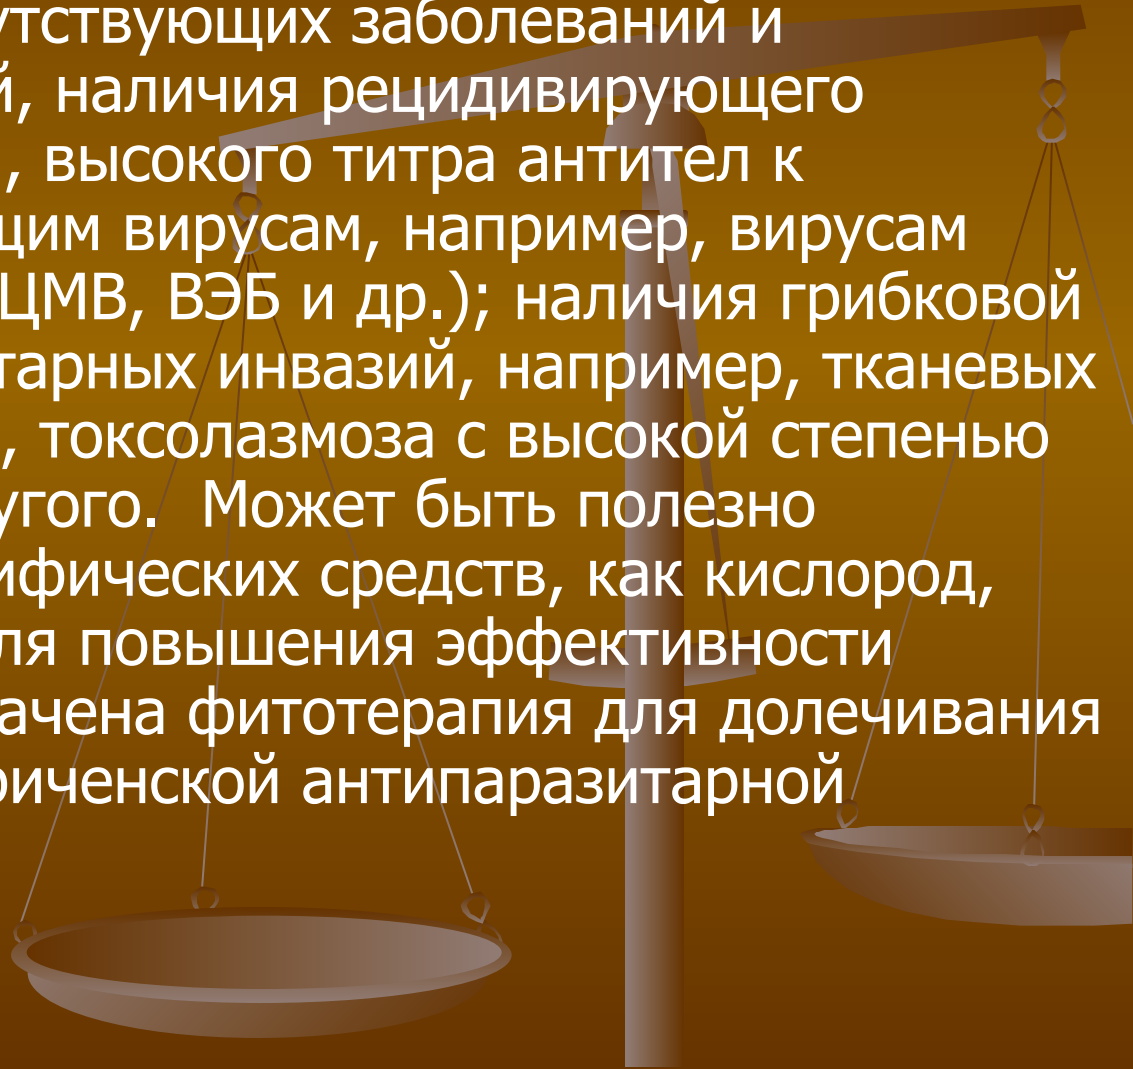 утствующих заболеваний и
й, наличия рецидивирующего
, высокого титра антител к
щим вирусам, например, вирусам
ЦМВ, ВЭБ и др.); наличия грибковой
тарных инвазий, например, тканевых
, токсолазмоза с высокой степенью
угого.  Может быть полезно
ифических средств, как кислород,
ля повышения эффективности
ачена фитотерапия для долечивания
риченской антипаразитарной